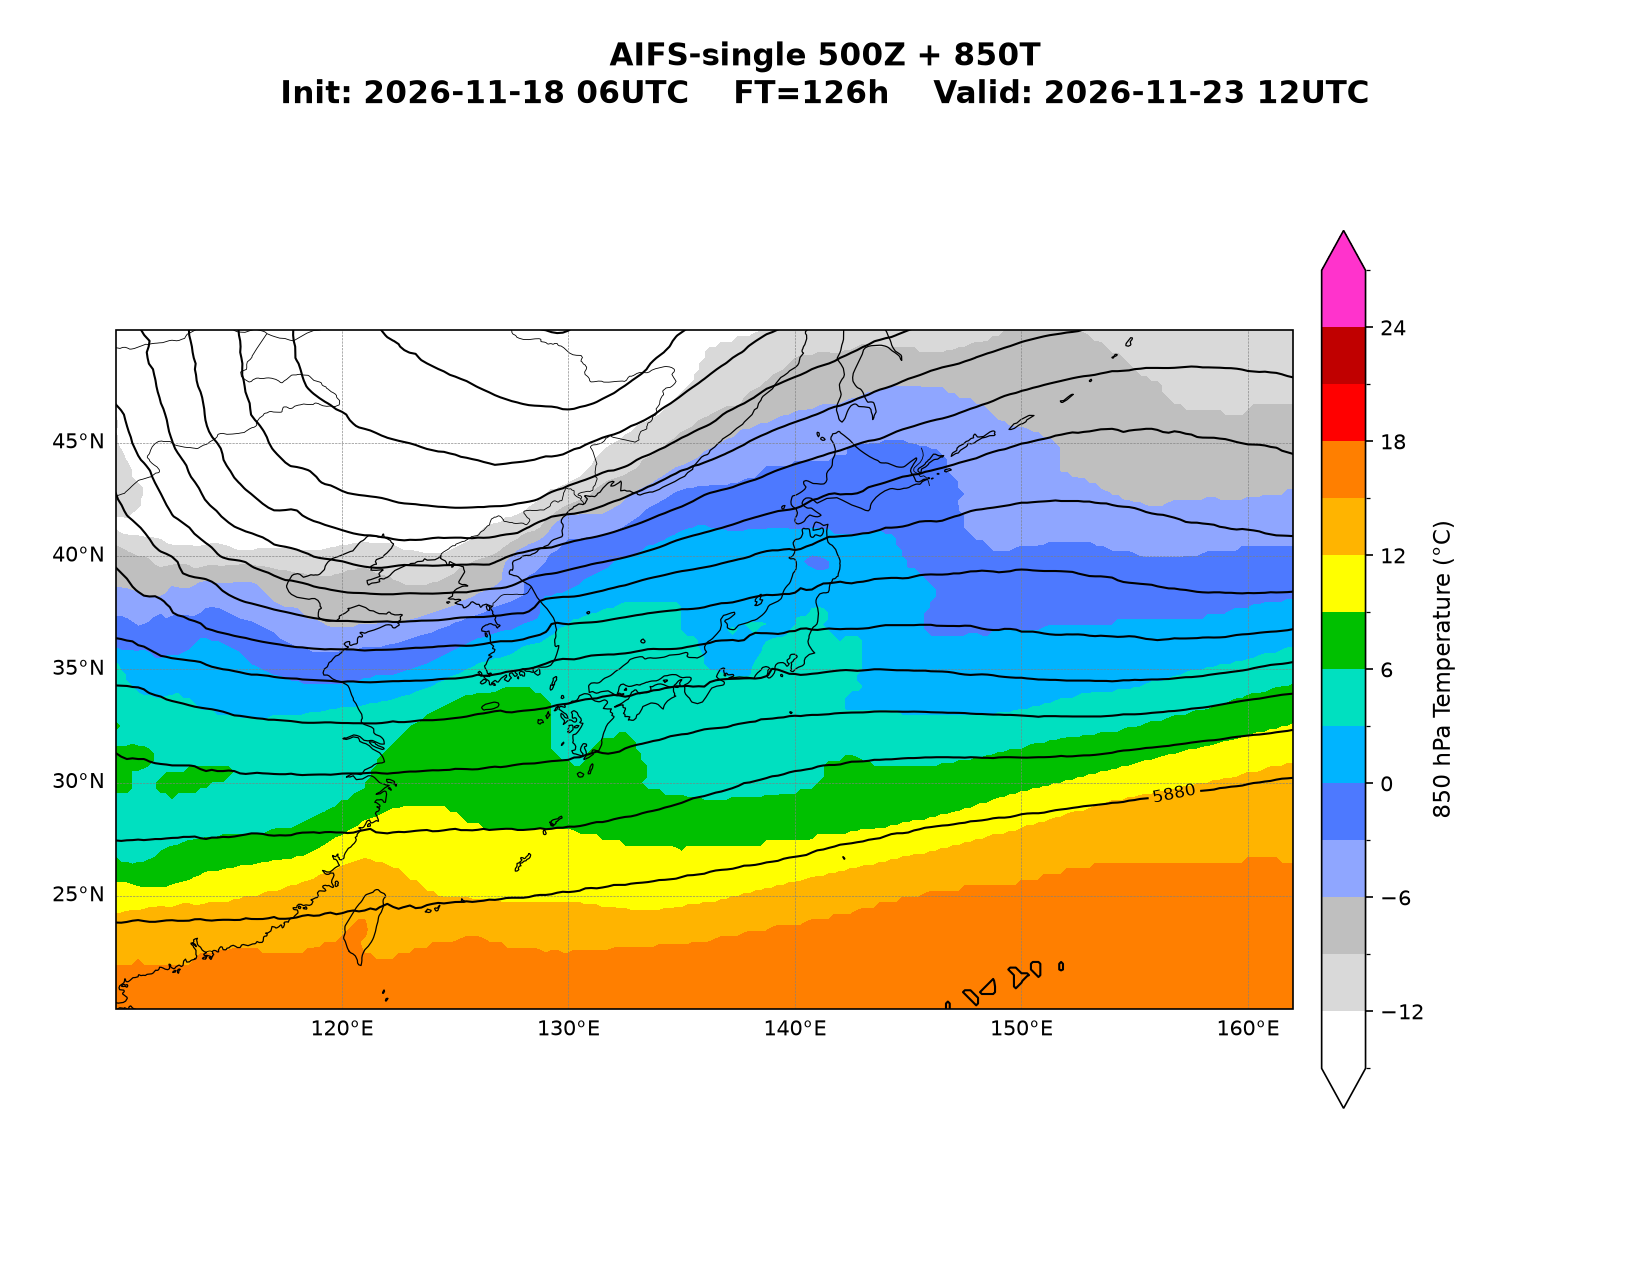 AIFS-single 500Z + 850T
Init: 2026-11-18 06UTC FT=126h Valid: 2026-11-23 12UTC
24
18
12
6
0
−6
−12
850 hPa Temperature (°C)
45°N
40°N
35°N
30°N
25°N
5880
120°E
130°E
140°E
150°E
160°E